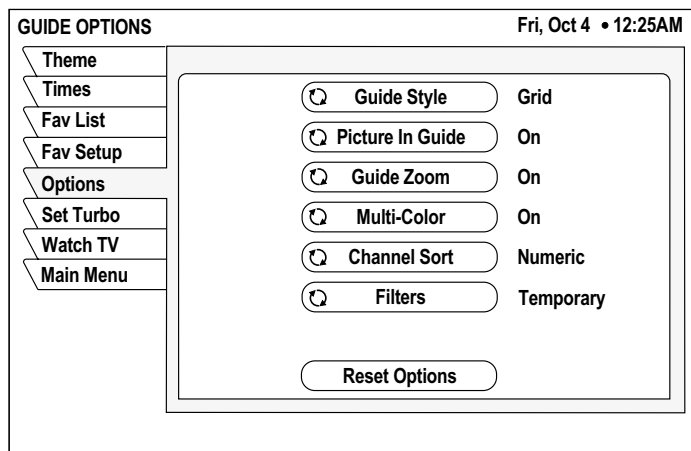 GUIDE OPTIONS Fri, Oct 4 • 12:25AM
Theme
Times
Fav List
Fav Setup
Options
Set Turbo
Watch TV
Main Menu
Guide Style Grid
Picture In Guide On
Guide Zoom On
Multi-Color On
Channel Sort Numeric
Filters Temporary
Reset Options